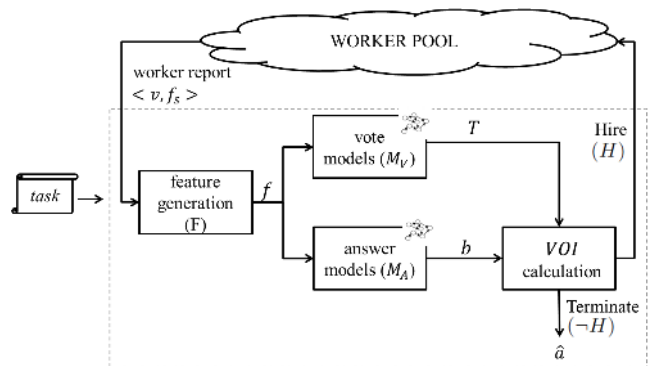 WORKER POOL
worker report
< v, f_s >
Hire
(H)
vote
models (M_V)
T
task
feature
generation
(F)
f
answer
models (M_A)
b
VOI
calculation
Terminate
(¬H)
â